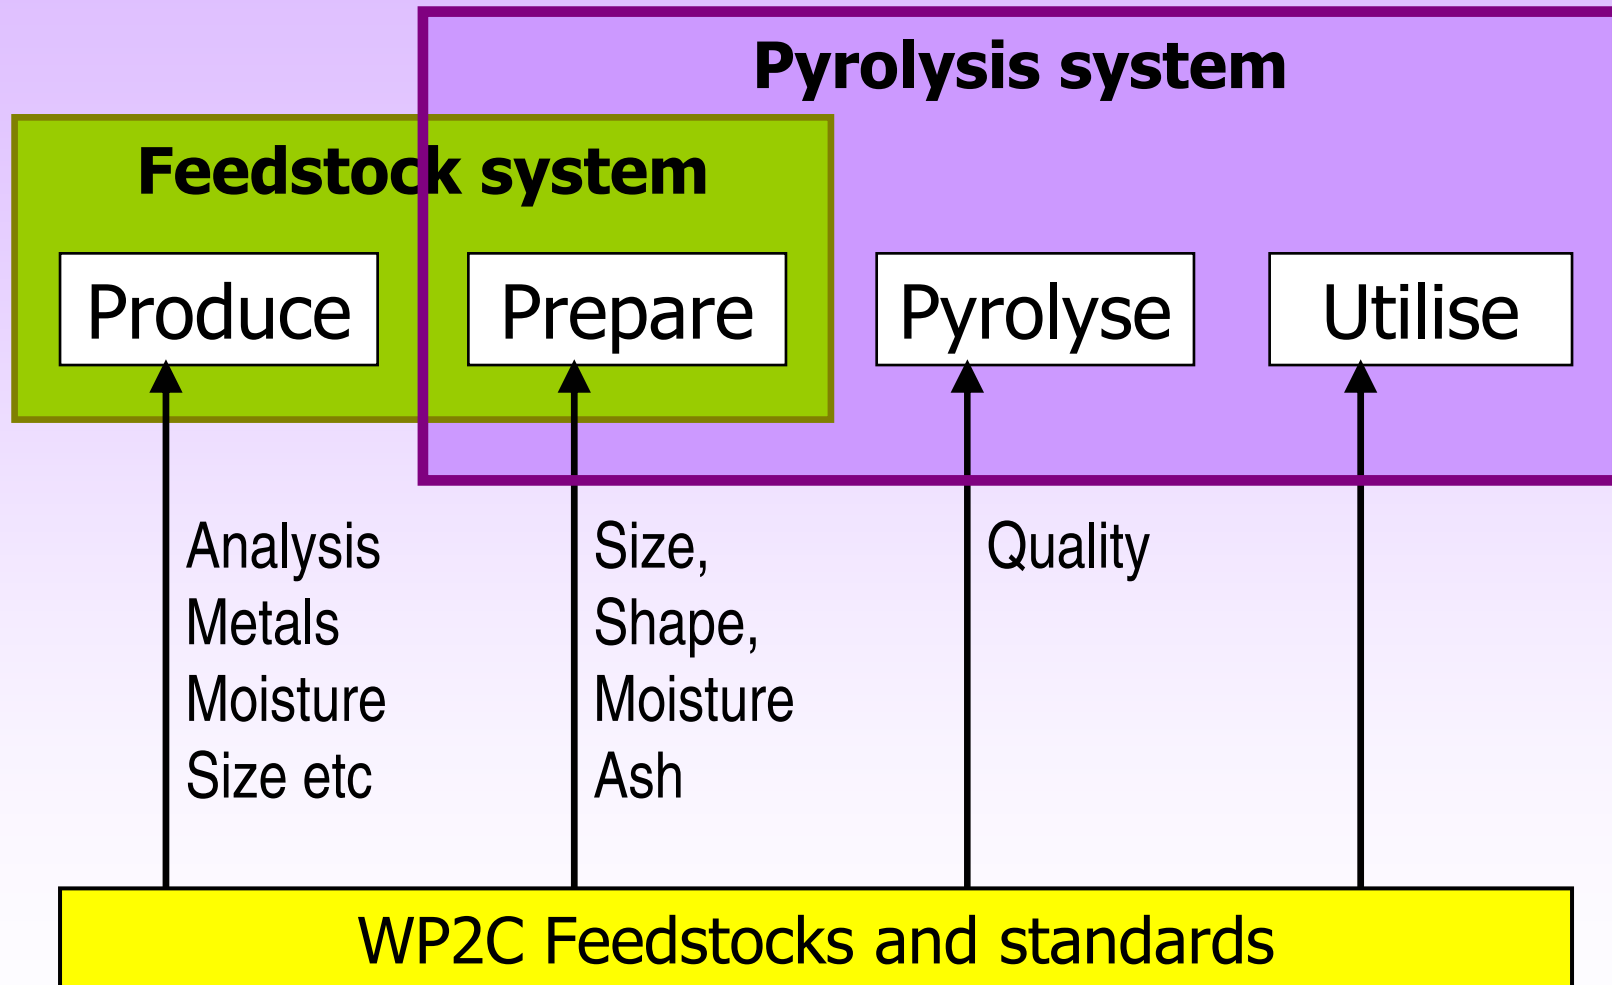 Pyrolysis system
Feedstock system
Produce
Prepare
Pyrolyse
Utilise
Analysis
Metals
Moisture
Size etc
Size,
Shape,
Moisture
Ash
Quality
WP2C Feedstocks and standards